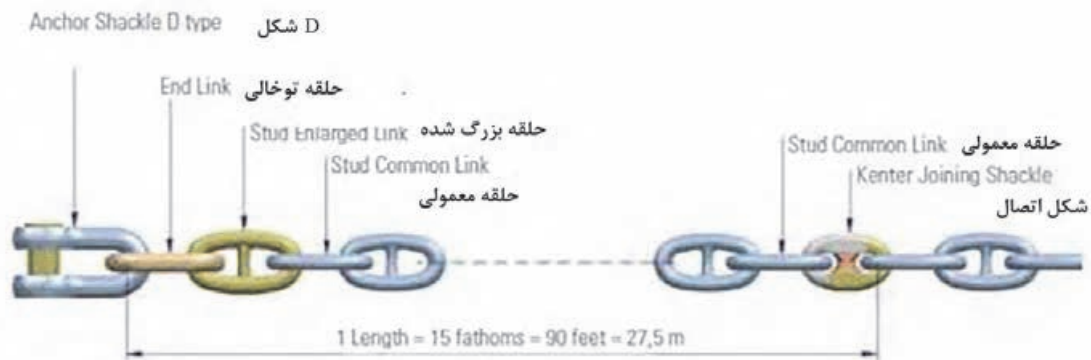 Anchor Shackle D type D شکل
End Link حلقه توخالی
Stud Enlarged Link حلقه بزرگ شده
Stud Common Link
حلقه معمولی
Stud Common Link حلقه معمولی
Kenter Joining Shackle
شکل اتصال
1 Length = 15 fathoms = 90 feet = 27,5 m